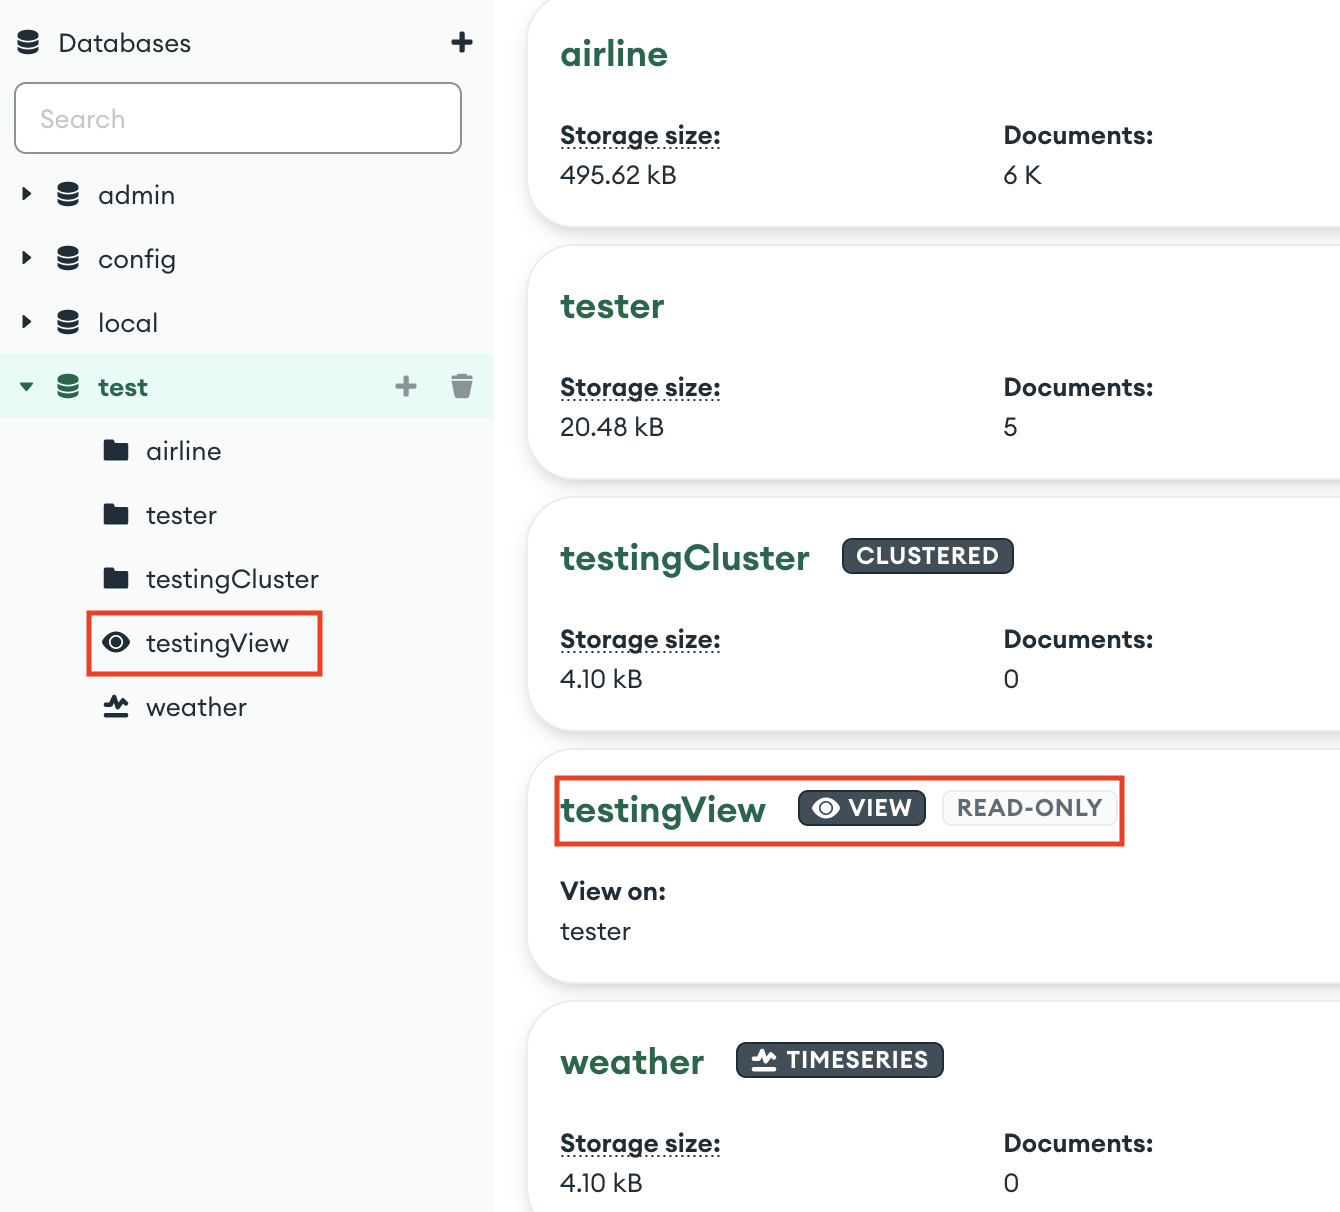 Databases
Search
admin
config
local
test
airline
tester
testingCluster
testingView
weather
airline
Storage size: Documents:
495.62 kB 6 K
tester
Storage size: Documents:
20.48 kB 5
testingCluster CLUSTERED
Storage size: Documents:
4.10 kB 0
testingView VIEW READ-ONLY
View on:
tester
weather TIMESERIES
Storage size: Documents:
4.10 kB 0